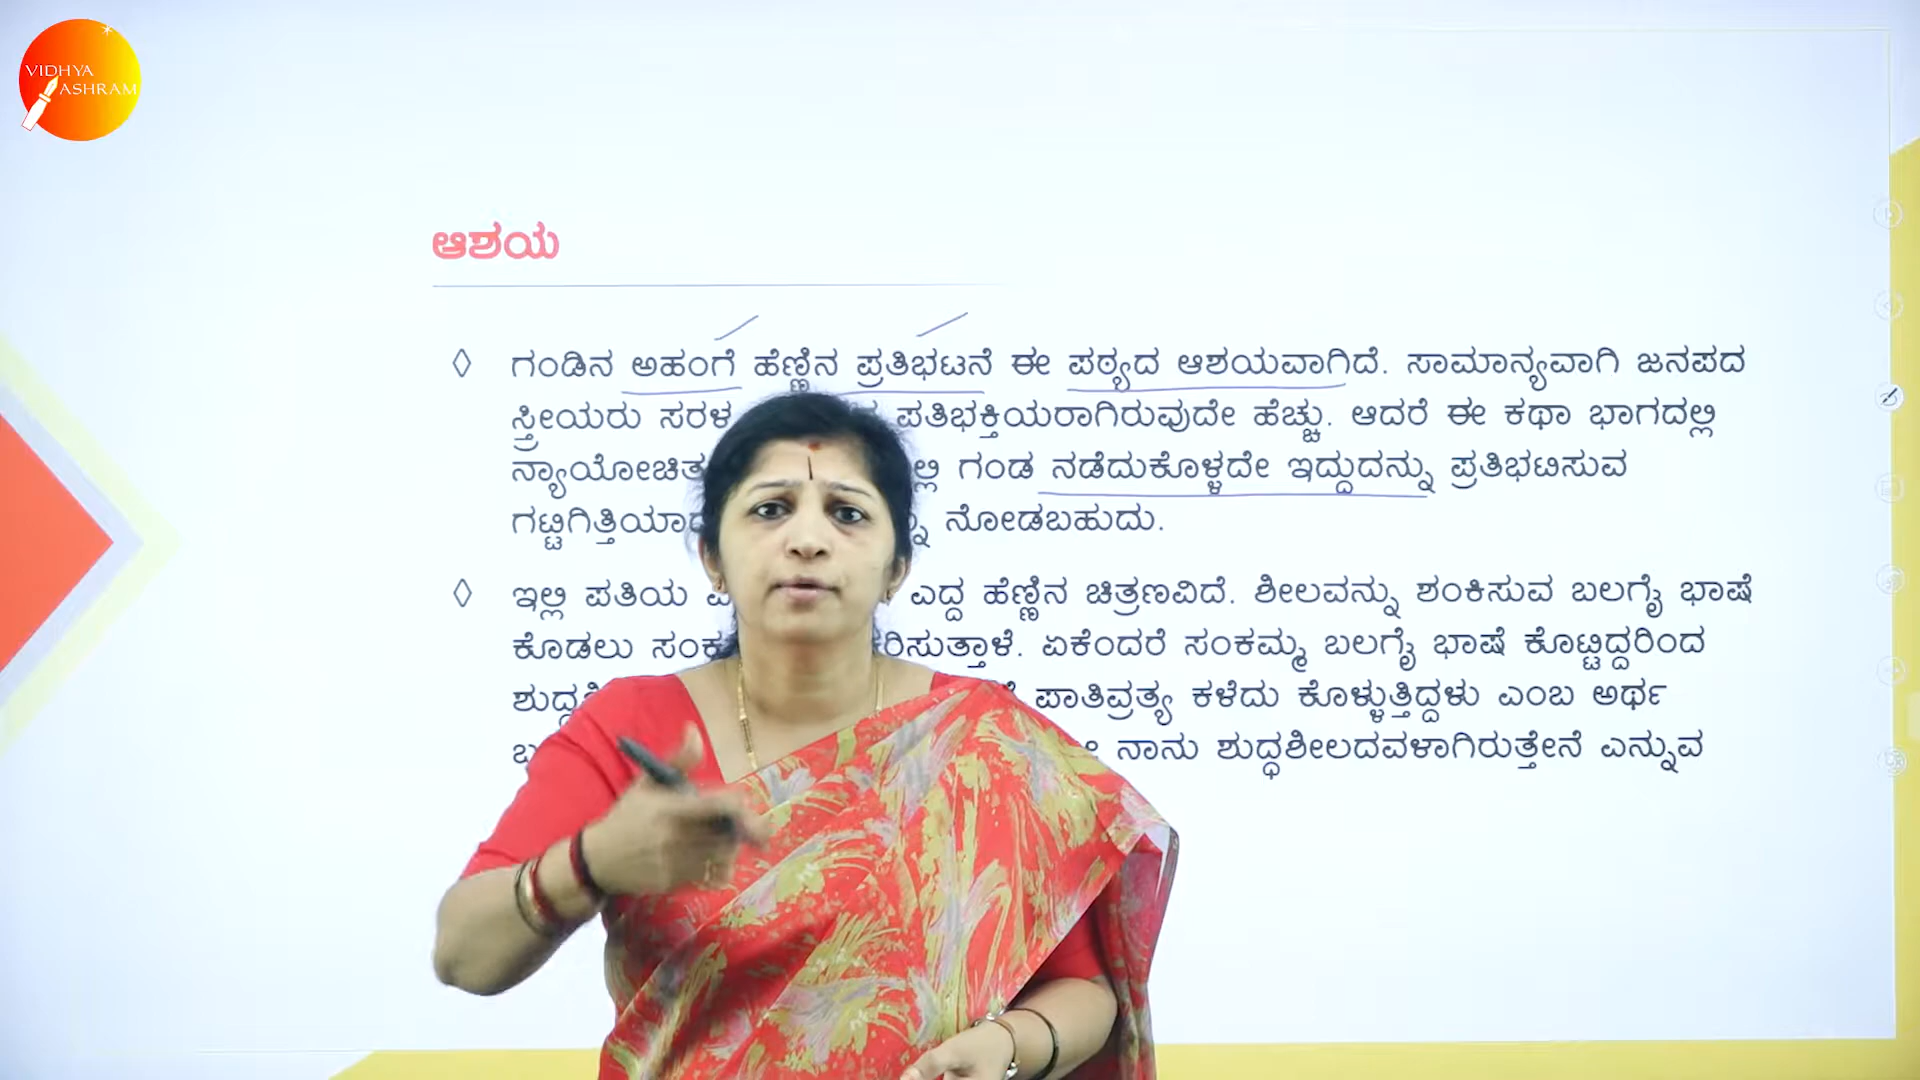 VIDHYA
ASHRAM
ಆಶಯ
ಗಂಡಿನ ಅಹಂಗೆ ಹೆಣ್ಣಿನ ಪ್ರತಿಭಟನೆ ಈ ಪಠ್ಯದ ಆಶಯವಾಗಿದೆ. ಸಾಮಾನ್ಯವಾಗಿ ಜನಪದ
ಸ್ತ್ರೀಯರು ಸರಳ ಪತಿಭಕ್ತಿಯರಾಗಿರುವುದೇ ಹೆಚ್ಚು. ಆದರೆ ಈ ಕಥಾ ಭಾಗದಲ್ಲಿ
ಗಂಡ ನಡೆದುಕೊಳ್ಳದೇ ಇದ್ದುದನ್ನು ಪ್ರತಿಭಟಿಸುವ
ನೋಡಬಹುದು.
ಇಲ್ಲಿ ಪತಿಯ ಎದ್ದ ಹೆಣ್ಣಿನ ಚಿತ್ರಣವಿದೆ. ಶೀಲವನ್ನು ಶಂಕಿಸುವ ಬಲಗೈ ಭಾಷೆ
ಕೊಡಲು ಏಕೆಂದರೆ ಸಂಕಮ್ಮ ಬಲಗೈ ಭಾಷೆ ಕೊಟ್ಟಿದ್ದರಿಂದ
ಪಾತಿವ್ರತ್ಯ ಕಳೆದು ಕೊಳ್ಳುತ್ತಿದ್ದಳು ಎಂಬ ಅರ್ಥ
ನಾನು ಶುದ್ಧಶೀಲದವಳಾಗಿರುತ್ತೇನೆ ಎನ್ನುವ